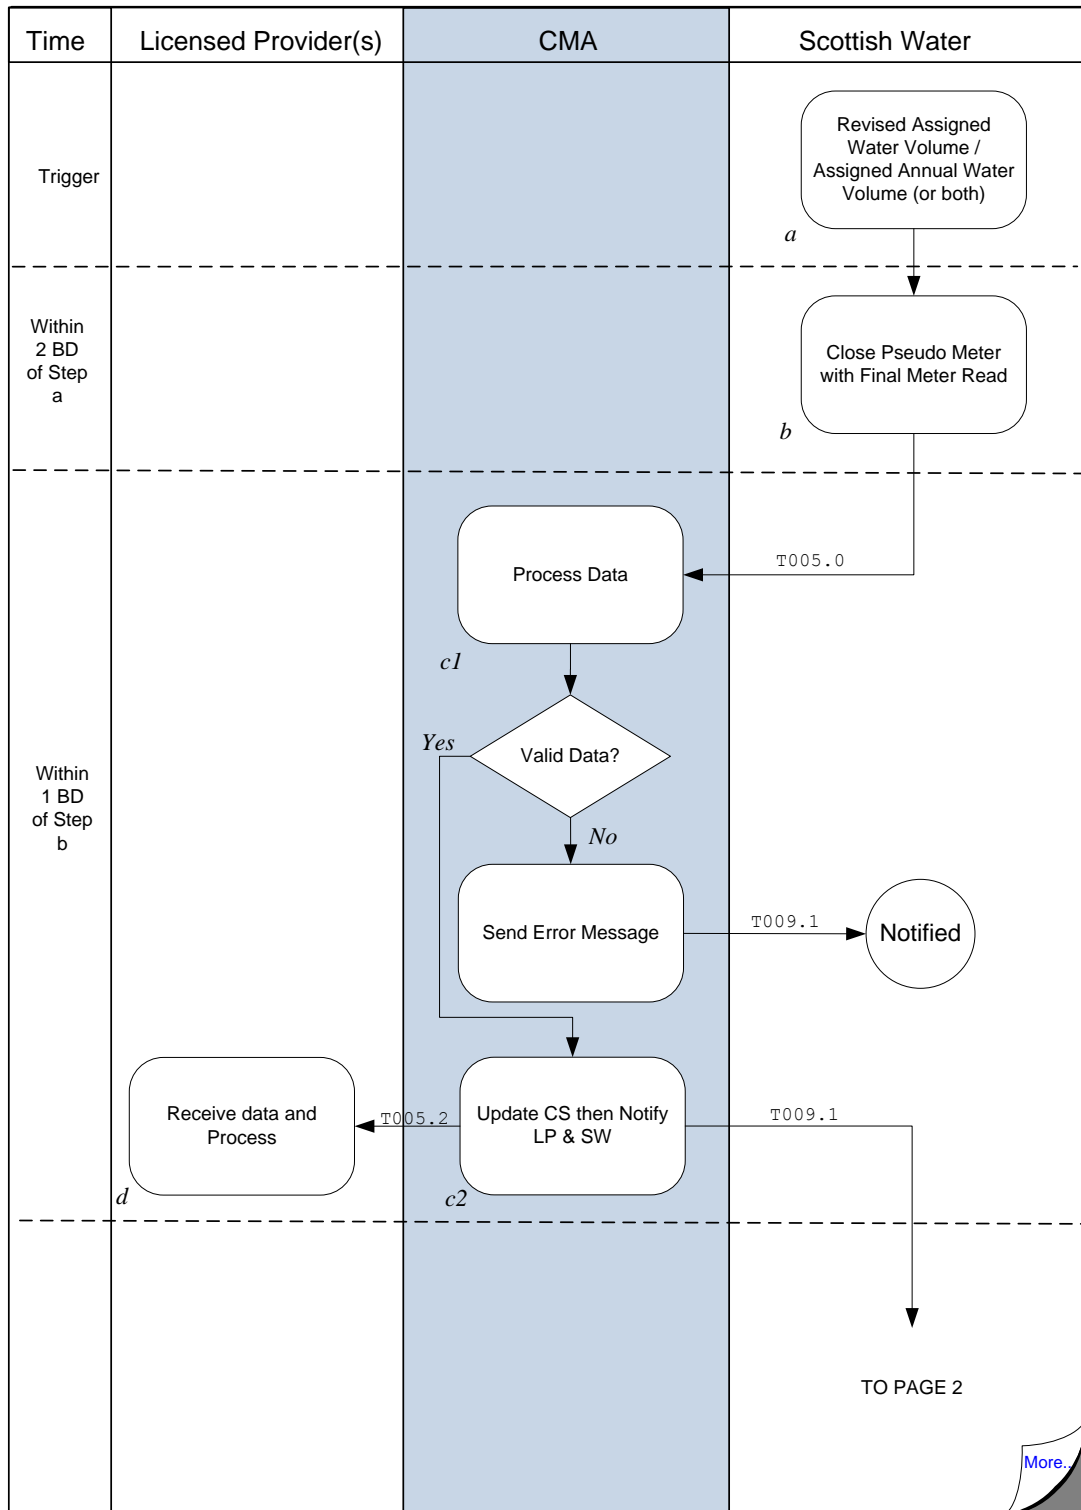 Time
Licensed Provider(s)
CMA
Scottish Water
Trigger
Revised Assigned
Water Volume /
Assigned Annual Water
Volume (or both)
a
Within
2 BD
of Step
a
Close Pseudo Meter
with Final Meter Read
b
Within
1 BD
of Step
b
T005.0
Process Data
c1
Valid Data?
Yes
No
Send Error Message
T009.1
Notified
Receive data and
Process
d
T005.2
Update CS then Notify
LP & SW
c2
T009.1
TO PAGE 2
More..